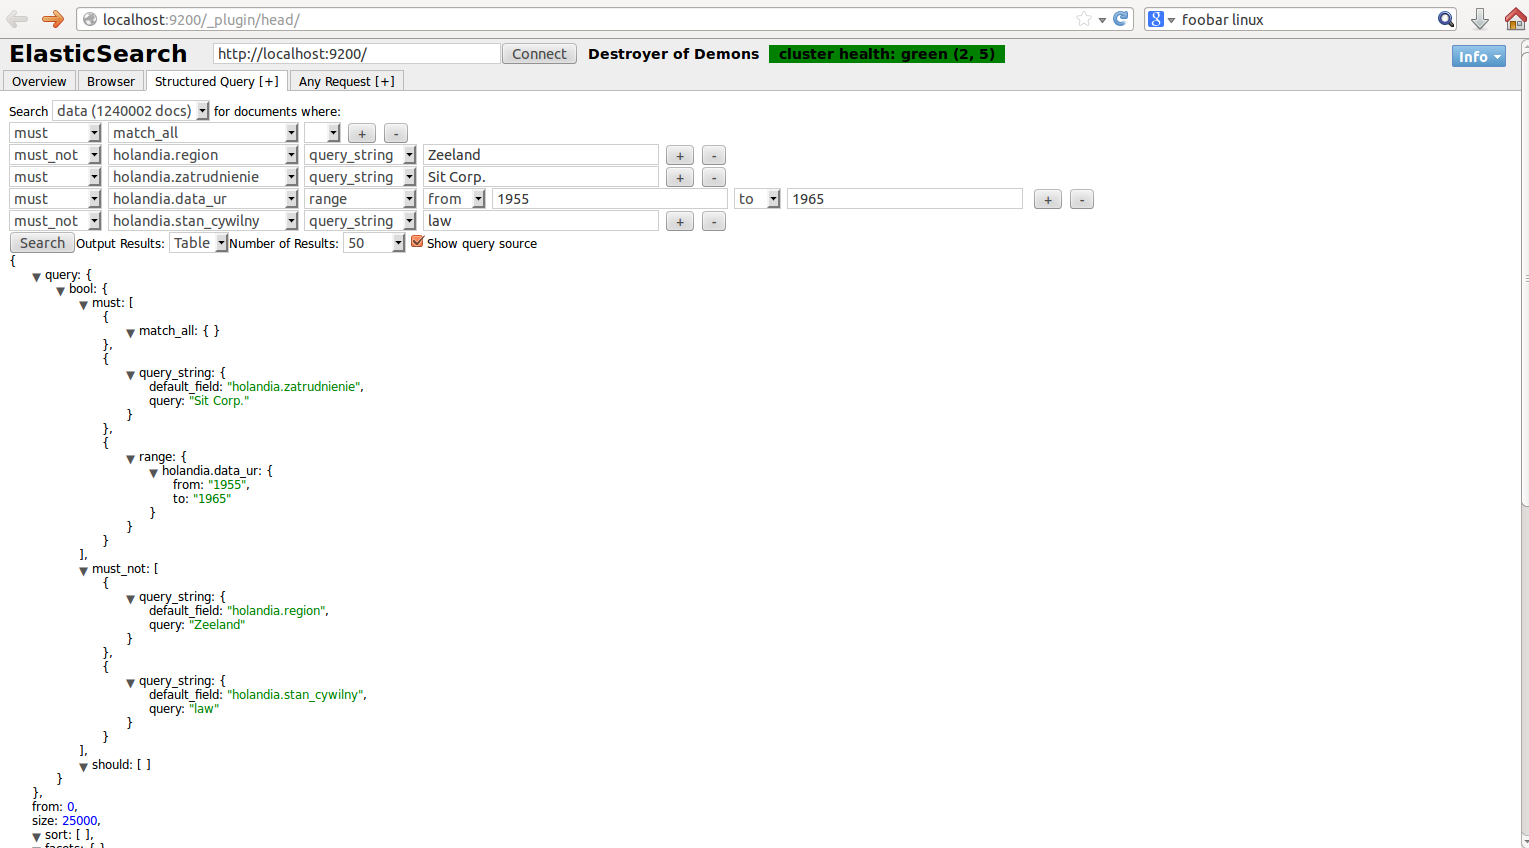 localhost:9200/_plugin/head/
foobar linux
ElasticSearch http://localhost:9200/ Connect Destroyer of Demons cluster health: green (2, 5) Info
Overview Browser Structured Query [+] Any Request [+]
Search data (1240002 docs) for documents where:
must match_all + -
must_not holandia.region query_string Zeeland + -
must holandia.zatrudnienie query_string Sit Corp. + -
must holandia.data_ur range from 1955 to 1965 + -
must_not holandia.stan_cywilny query_string law + -
Search Output Results: Table Number of Results: 50 Show query source
{
query: {
bool: {
must: [
{
match_all: { }
},
{
query_string: {
default_field: "holandia.zatrudnienie",
query: "Sit Corp."
}
},
{
range: {
holandia.data_ur: {
from: "1955",
to: "1965"
}
}
}
],
must_not: [
{
query_string: {
default_field: "holandia.region",
query: "Zeeland"
}
},
{
query_string: {
default_field: "holandia.stan_cywilny",
query: "law"
}
}
],
should: [ ]
}
},
from: 0,
size: 25000,
sort: [ ],
facets: { }